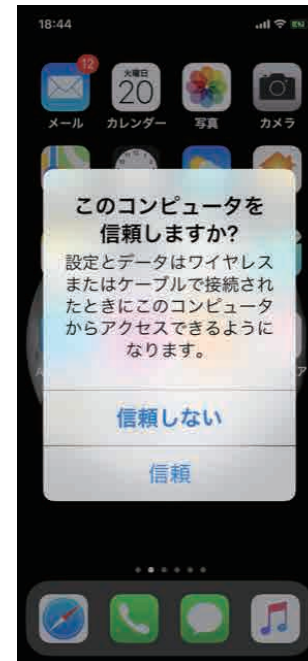 18:44
12
メール
火曜日
20
カレンダー
写真
カメラ
このコンピュータを
信頼しますか?
設定とデータはワイヤレス
またはケーブルで接続され
たときにこのコンピュータ
からアクセスできるように
なります。
信頼しない
信頼